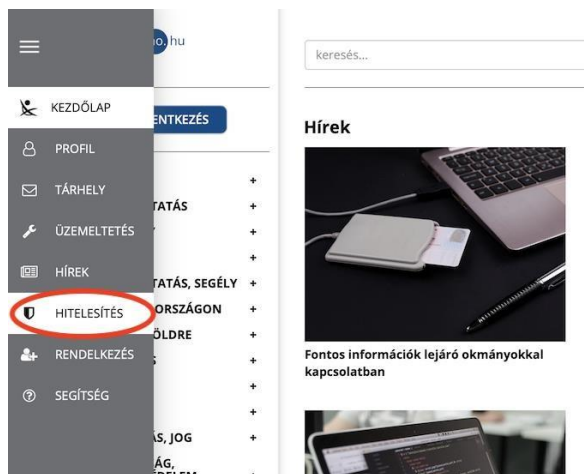 .hu
KEZDŐLAP
PROFIL
TÁRHELY
ÜZEMELTETÉS
HÍREK
HITELESÍTÉS
RENDELKEZÉS
SEGÍTSÉG
ENTKEZÉS
+
TATÁS +
+
+
TATÁS, SEGÉLY +
ORSZÁGON +
ÖLDRE +
+
+
+
ÁS, JOG +
ÁG,
keresés...
Hírek
Fontos információk lejáró okmányokkal
kapcsolatban